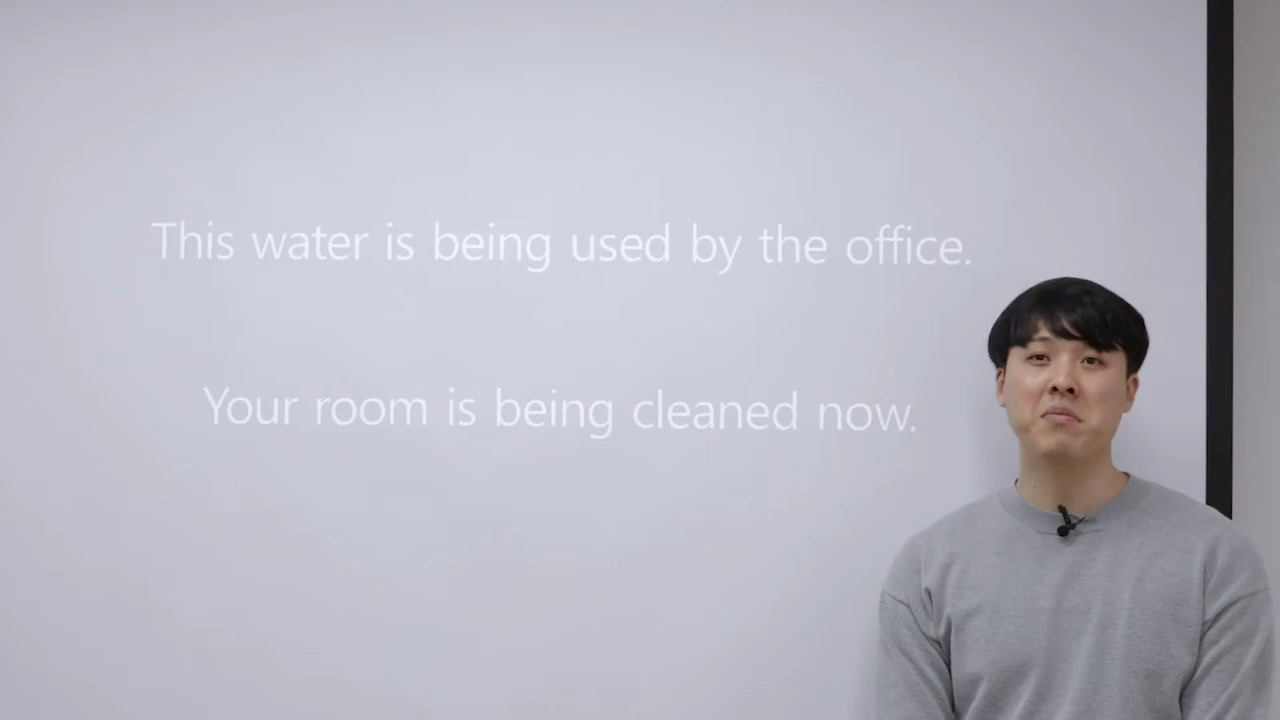 This water is being used by the office.
Your room is being cleaned now.